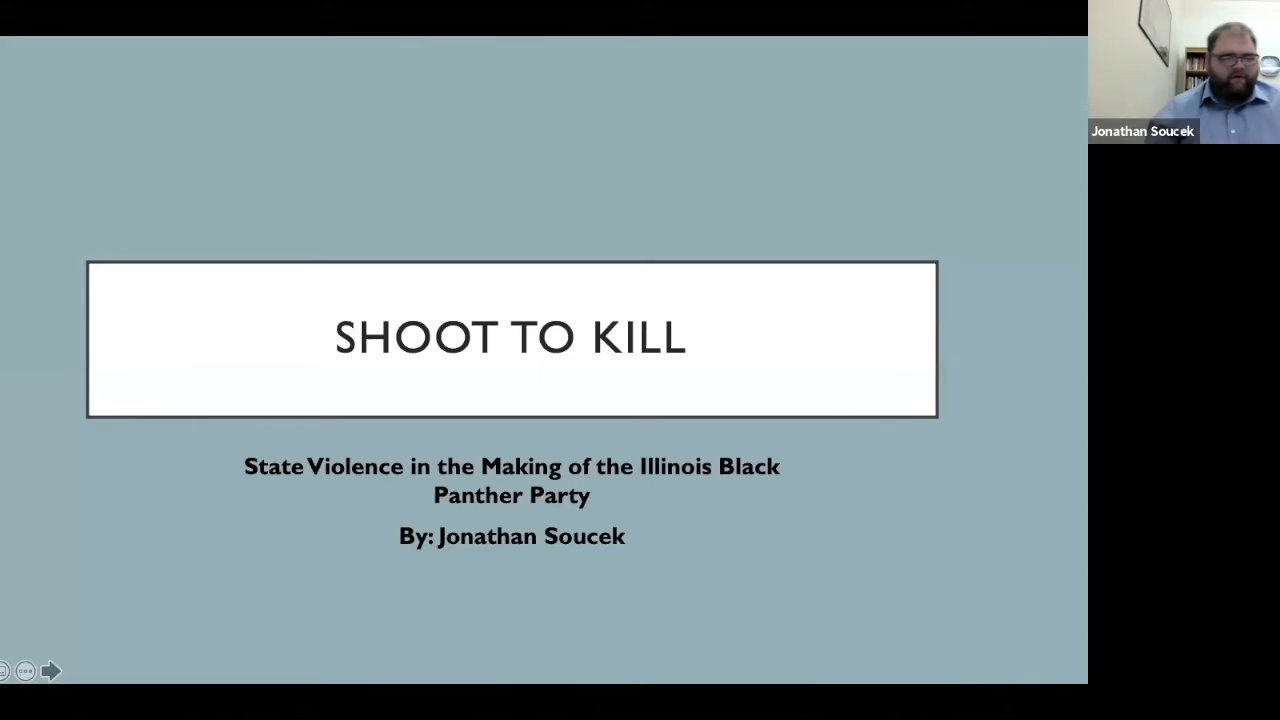 Jonathan Soucek
SHOOT TO KILL
State Violence in the Making of the Illinois Black
Panther Party
By: Jonathan Soucek